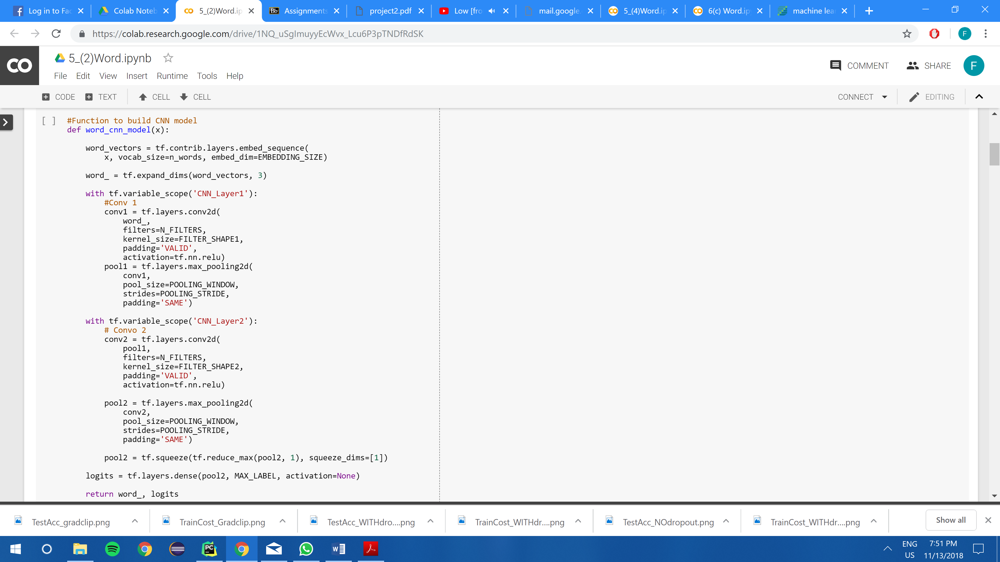 Log in to Fac
Colab Noteb
5_(2)Word.ip
Bb Assignments
project2.pdf
Low [fro
mail.google.
5_(4)Word.ip
6(c) Word.ip
machine lea
https://colab.research.google.com/drive/1NQ_uSgImuyyEcWvx_Lcu6P3pTNDfRdSK
F
5_(2)Word.ipynb
COMMENT SHARE F
File Edit View Insert Runtime Tools Help
CODE TEXT CELL CELL CONNECT EDITING
[ ] #Function to build CNN model
def word_cnn_model(x):
word_vectors = tf.contrib.layers.embed_sequence(
x, vocab_size=n_words, embed_dim=EMBEDDING_SIZE)
word_ = tf.expand_dims(word_vectors, 3)
with tf.variable_scope('CNN_Layer1'):
#Conv 1
conv1 = tf.layers.conv2d(
word_,
filters=N_FILTERS,
kernel_size=FILTER_SHAPE1,
padding='VALID',
activation=tf.nn.relu)
pool1 = tf.layers.max_pooling2d(
conv1,
pool_size=POOLING_WINDOW,
strides=POOLING_STRIDE,
padding='SAME')
with tf.variable_scope('CNN_Layer2'):
# Convo 2
conv2 = tf.layers.conv2d(
pool1,
filters=N_FILTERS,
kernel_size=FILTER_SHAPE2,
padding='VALID',
activation=tf.nn.relu)
pool2 = tf.layers.max_pooling2d(
conv2,
pool_size=POOLING_WINDOW,
strides=POOLING_STRIDE,
padding='SAME')
pool2 = tf.squeeze(tf.reduce_max(pool2, 1), squeeze_dims=[1])
logits = tf.layers.dense(pool2, MAX_LABEL, activation=None)
return word_, logits
TestAcc_gradclip.png
TrainCost_Gradclip.png
TestAcc_WITHdro....png
TrainCost_WITHdr....png
TestAcc_NOdropout.png
TrainCost_WITHdr....png
Show all
PC
W
ENG
US
7:51 PM
11/13/2018